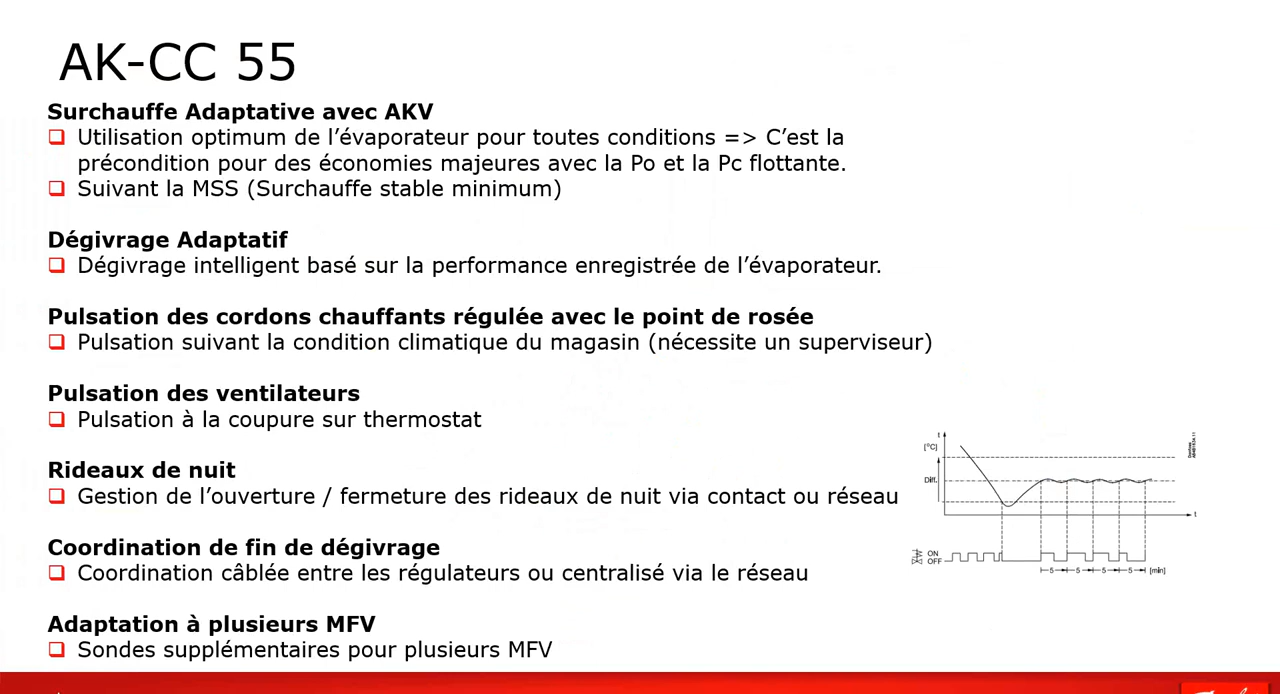 AK-CC 55
Surchauffe Adaptative avec AKV
Utilisation optimum de l’évaporateur pour toutes conditions => C’est la
précondition pour des économies majeures avec la Po et la Pc flottante.
Suivant la MSS (Surchauffe stable minimum)
Dégivrage Adaptatif
Dégivrage intelligent basé sur la performance enregistrée de l’évaporateur.
Pulsation des cordons chauffants régulée avec le point de rosée
Pulsation suivant la condition climatique du magasin (nécessite un superviseur)
Pulsation des ventilateurs
Pulsation à la coupure sur thermostat
Rideaux de nuit
Gestion de l’ouverture / fermeture des rideaux de nuit via contact ou réseau
Coordination de fin de dégivrage
Coordination câblée entre les régulateurs ou centralisé via le réseau
Adaptation à plusieurs MFV
Sondes supplémentaires pour plusieurs MFV
t
[°C]
Diff.
t
ON
OFF
5 5 5 5 [min]